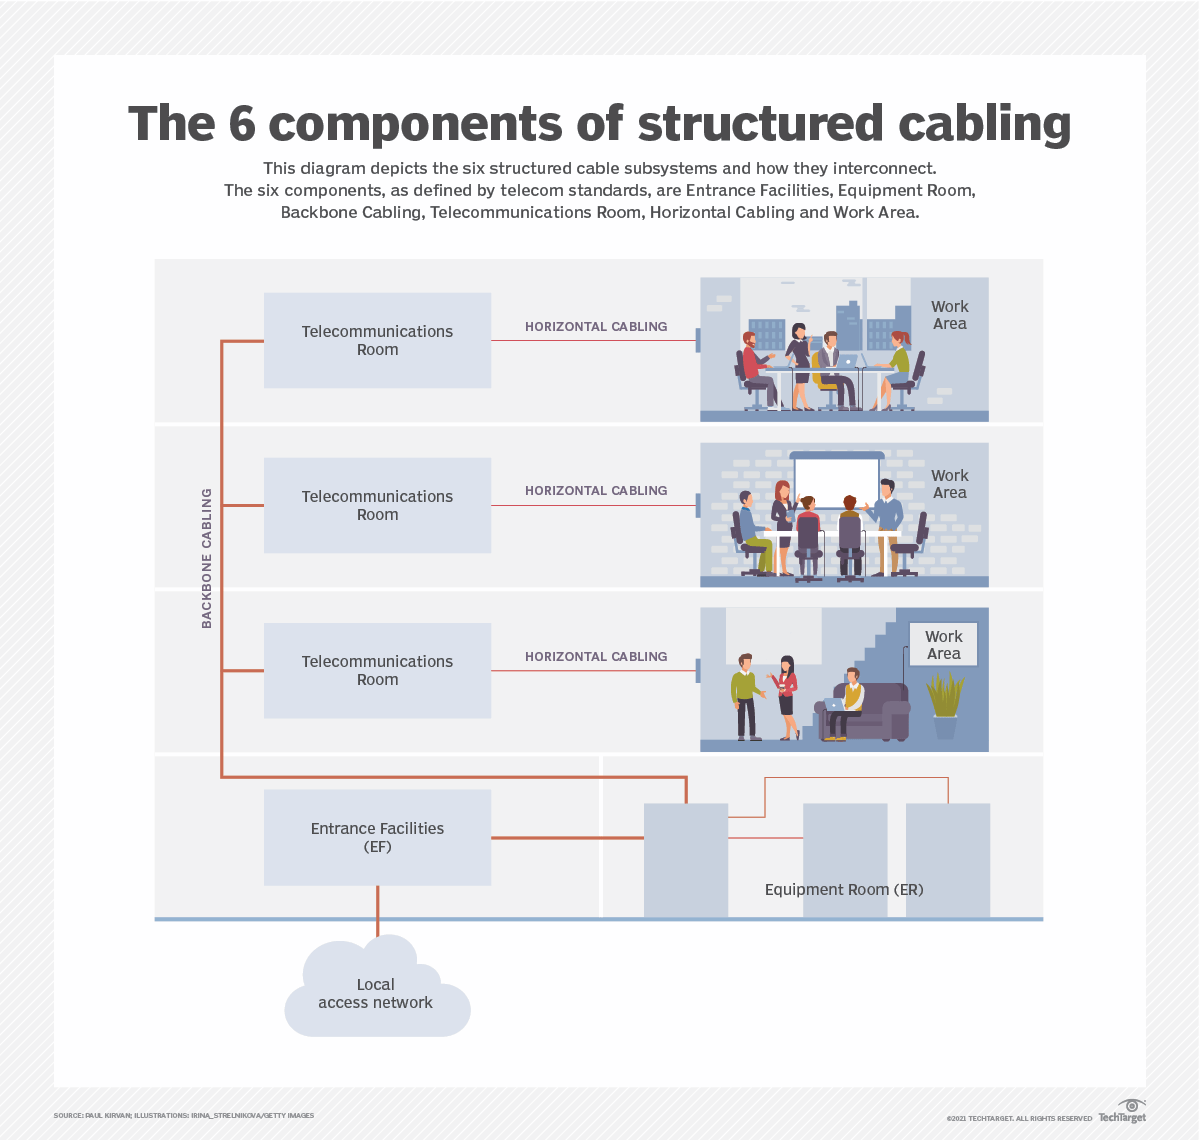 The 6 components of structured cabling
This diagram depicts the six structured cable subsystems and how they interconnect.
The six components, as defined by telecom standards, are Entrance Facilities, Equipment Room,
Backbone Cabling, Telecommunications Room, Horizontal Cabling and Work Area.
Telecommunications
Room
HORIZONTAL CABLING
Work
Area
BACKBONE CABLING
Telecommunications
Room
HORIZONTAL CABLING
Work
Area
Telecommunications
Room
HORIZONTAL CABLING
Work
Area
Entrance Facilities
(EF)
Equipment Room (ER)
Local
access network
SOURCE: PAUL KIRVAN; ILLUSTRATIONS: IRINA_STRELNIKOVA/GETTY IMAGES
©2021 TECHTARGET, ALL RIGHTS RESERVED
TechTarget